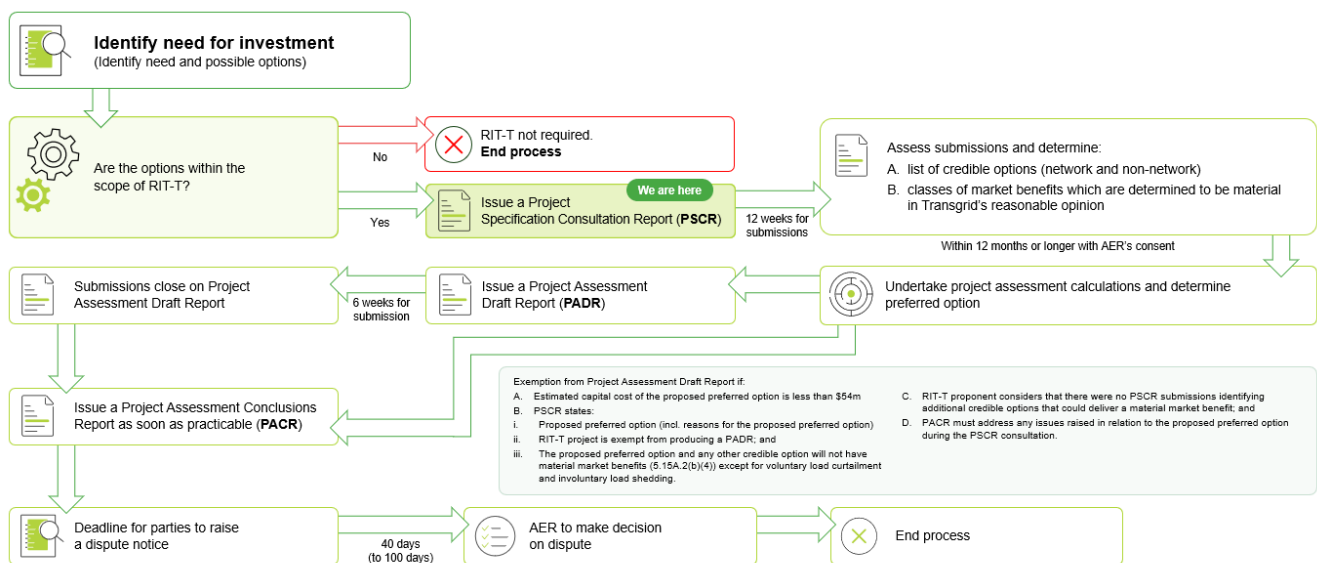 Identify need for investment
(Identify need and possible options)
Are the options within the
scope of RIT-T?
No
RIT-T not required.
End process
Yes
We are here
Issue a Project
Specification Consultation Report (PSCR)
12 weeks for
submissions
Assess submissions and determine:
A. list of credible options (network and non-network)
B. classes of market benefits which are determined to be material
in Transgrid's reasonable opinion
Within 12 months or longer with AER's consent
Undertake project assessment calculations and determine
preferred option
Issue a Project Assessment
Draft Report (PADR)
6 weeks for
submission
Submissions close on Project
Assessment Draft Report
Issue a Project Assessment Conclusions
Report as soon as practicable (PACR)
Exemption from Project Assessment Draft Report if:
A. Estimated capital cost of the proposed preferred option is less than $54m
B. PSCR states:
i. Proposed preferred option (incl. reasons for the proposed preferred option)
ii. RIT-T project is exempt from producing a PADR; and
iii. The proposed preferred option and any other credible option will not have
material market benefits (5.15A.2(b)(4)) except for voluntary load curtailment
and involuntary load shedding.
C. RIT-T proponent considers that there were no PSCR submissions identifying
additional credible options that could deliver a material market benefit; and
D. PACR must address any issues raised in relation to the proposed preferred option
during the PSCR consultation.
Deadline for parties to raise
a dispute notice
40 days
(to 100 days)
AER to make decision
on dispute
End process